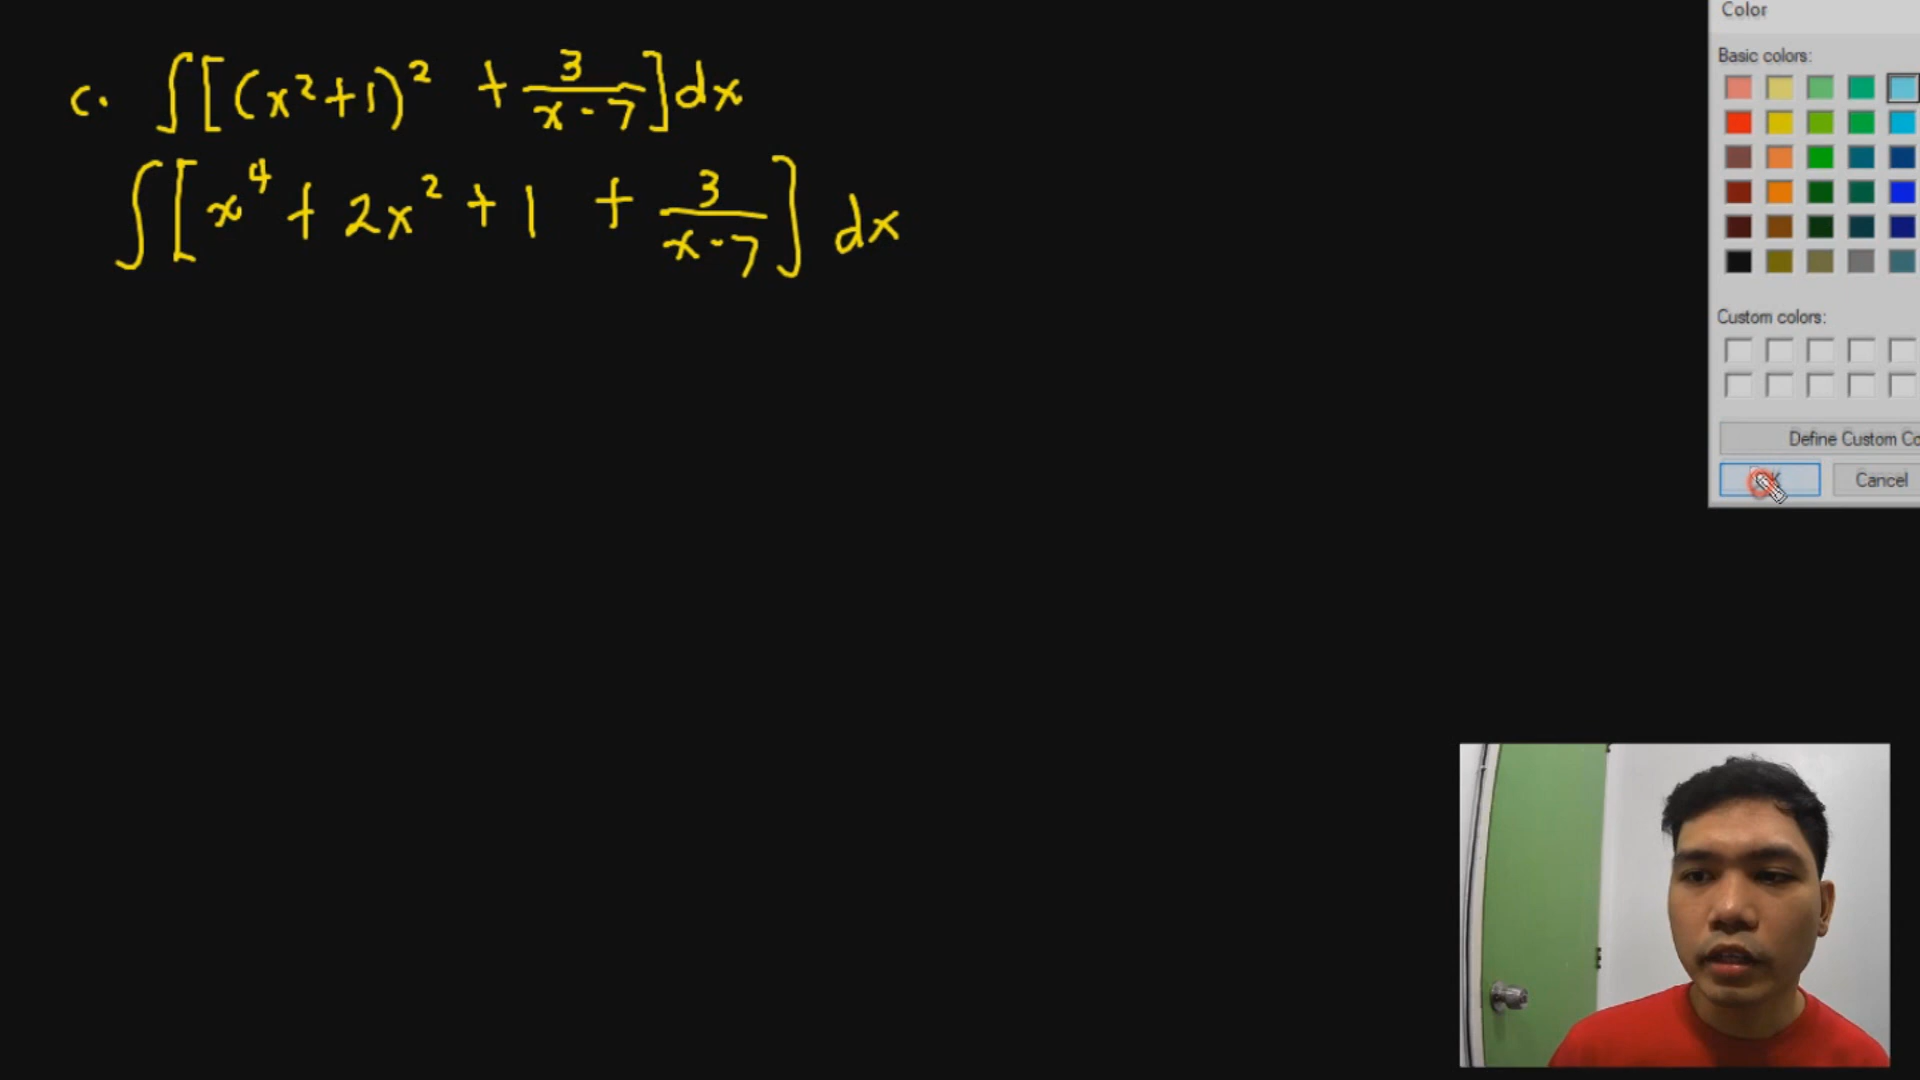 c. ∫[(x²+1)² + 3/(x-7)]dx
∫[x⁴ + 2x² + 1 + 3/(x-7)] dx
Color
Basic colors:
Custom colors:
Define Custom Co
OK Cancel